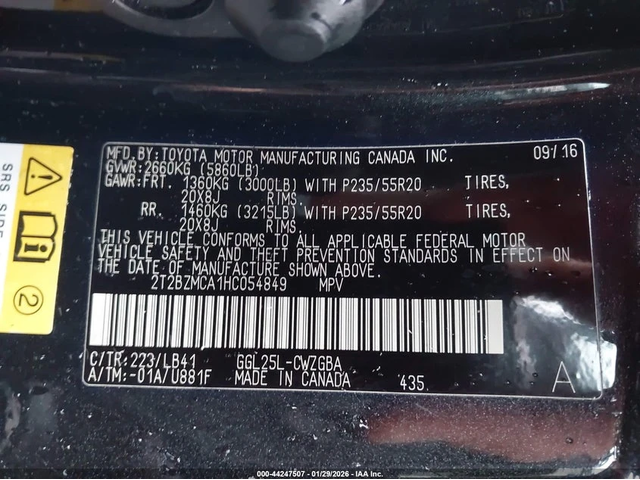 MFD. BY: TOYOTA MOTOR MANUFACTURING CANADA INC. 09/16
GVWR: 2660KG (5860LB)
GAWR: FRT. 1360KG (3000LB) WITH P235/55R20 TIRES,
20X8J RIMS.
RR. 1460KG (3215LB) WITH P235/55R20 TIRES,
20X8J RIMS.
THIS VEHICLE CONFORMS TO ALL APPLICABLE FEDERAL MOTOR
VEHICLE SAFETY AND THEFT PREVENTION STANDARDS IN EFFECT ON
THE DATE OF MANUFACTURE SHOWN ABOVE.
2T2BZMCA1HC054849 MPV
C/TR: 223/LB41 GGL25L-CWZGBA
A/TM: -01A/U881F MADE IN CANADA 435 A
SRS SIDE
2
000-44247507 - 01/29/2026 - IAA Inc.